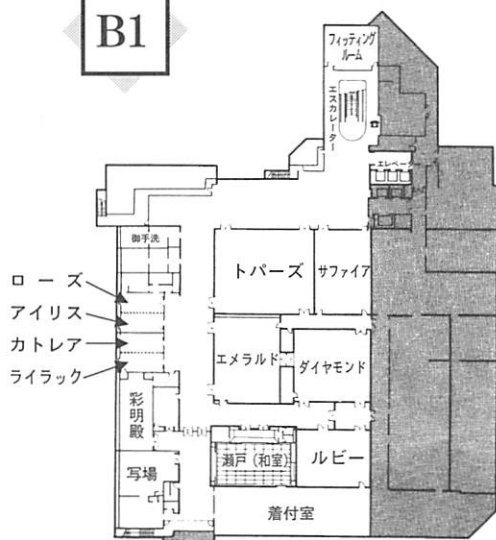 B1
フィッティング
ルーム
エスカレーター
エレベーター
御手洗
トパーズ
サファイア
ローズ
アイリス
カトレア
ライラック
エメラルド
ダイヤモンド
彩明殿
瀬戸(和室)
ルビー
写場
着付室